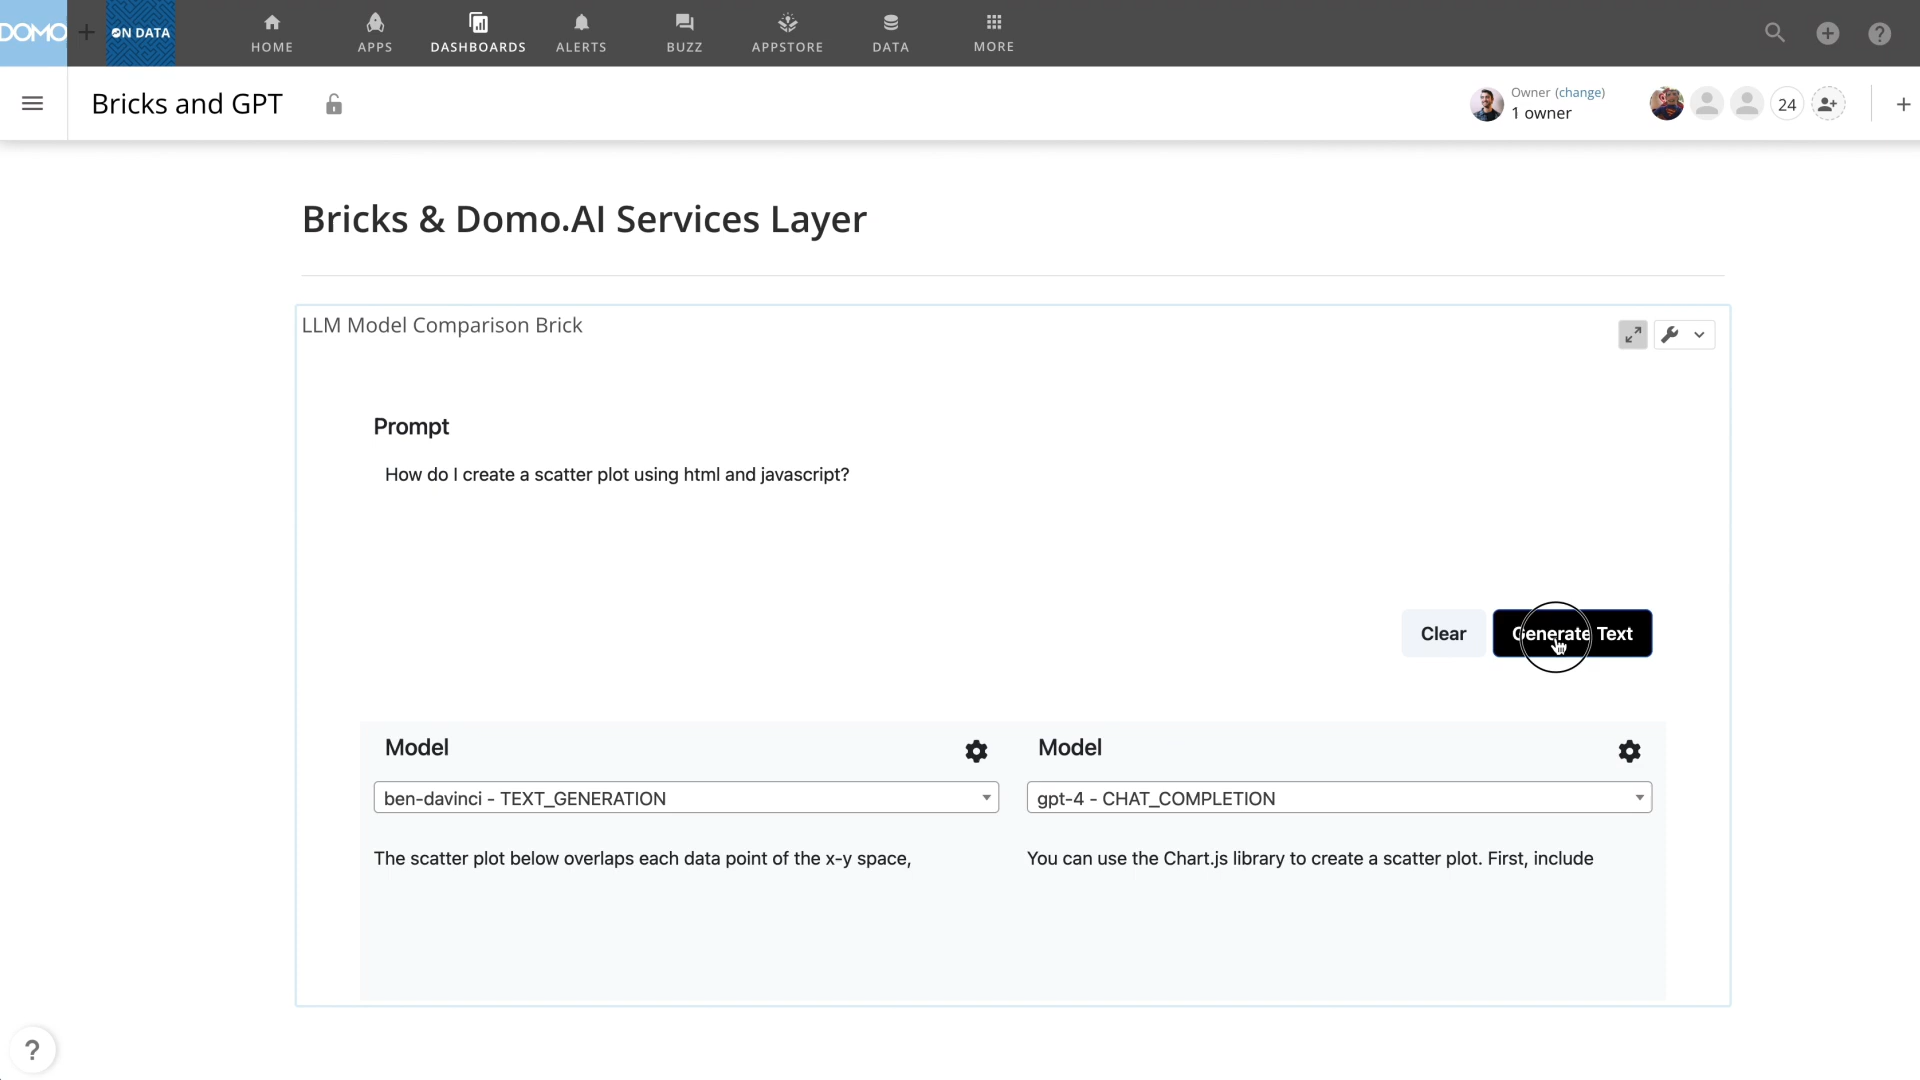 DOMO
ON DATA
HOME
APPS
DASHBOARDS
ALERTS
BUZZ
APPSTORE
DATA
MORE
Bricks and GPT
Owner (change)
1 owner
24
Bricks & Domo.AI Services Layer
LLM Model Comparison Brick
Prompt
How do I create a scatter plot using html and javascript?
Clear
Generate Text
Model
Model
ben-davinci - TEXT_GENERATION
gpt-4 - CHAT_COMPLETION
The scatter plot below overlaps each data point of the x-y space,
You can use the Chart.js library to create a scatter plot. First, include
?